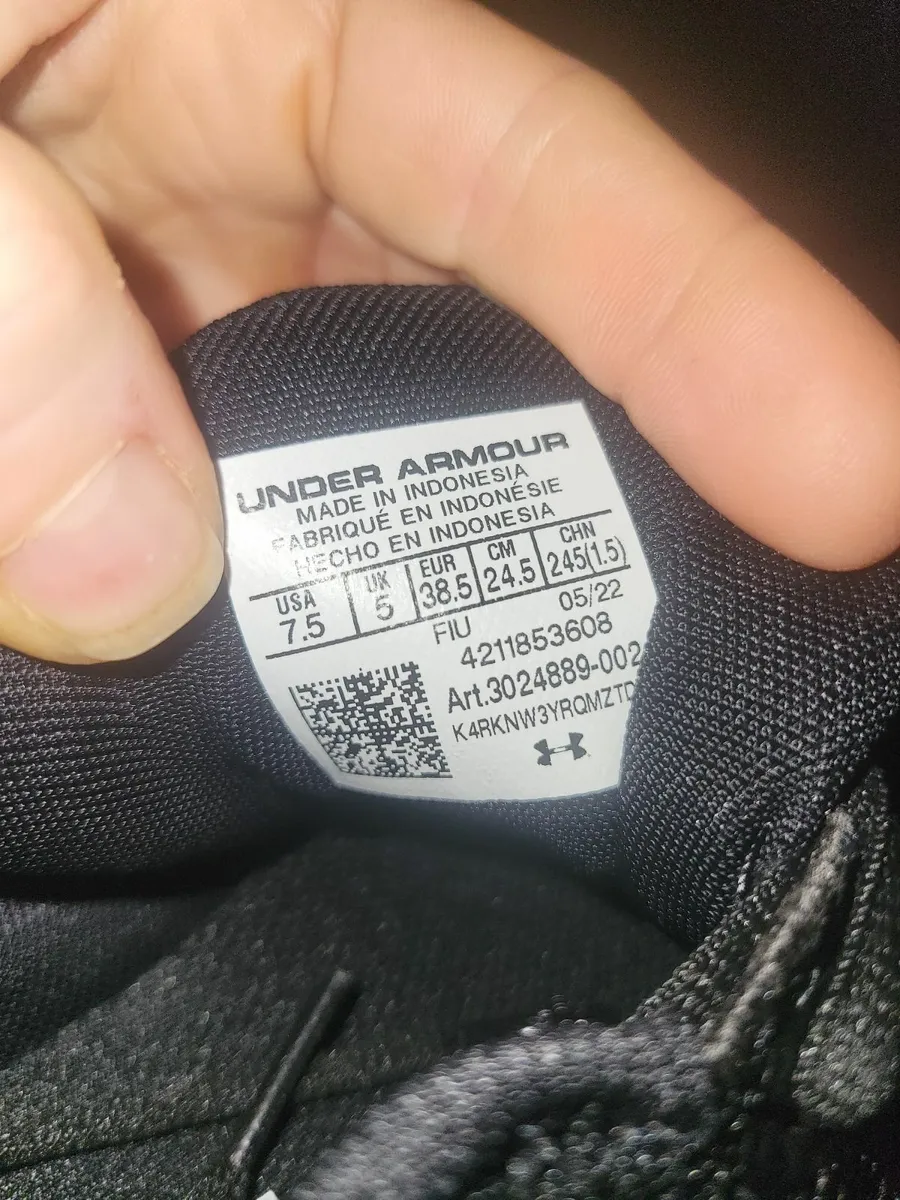 UNDER ARMOUR
MADE IN INDONESIA
FABRIQUÉ EN INDONÉSIE
HECHO EN INDONESIA
USA UK EUR CM CHN
7.5 5 38.5 24.5 245(1.5)
FIU 05/22
4211853608
Art.3024889-002
K4RKNW3YRQMZTD